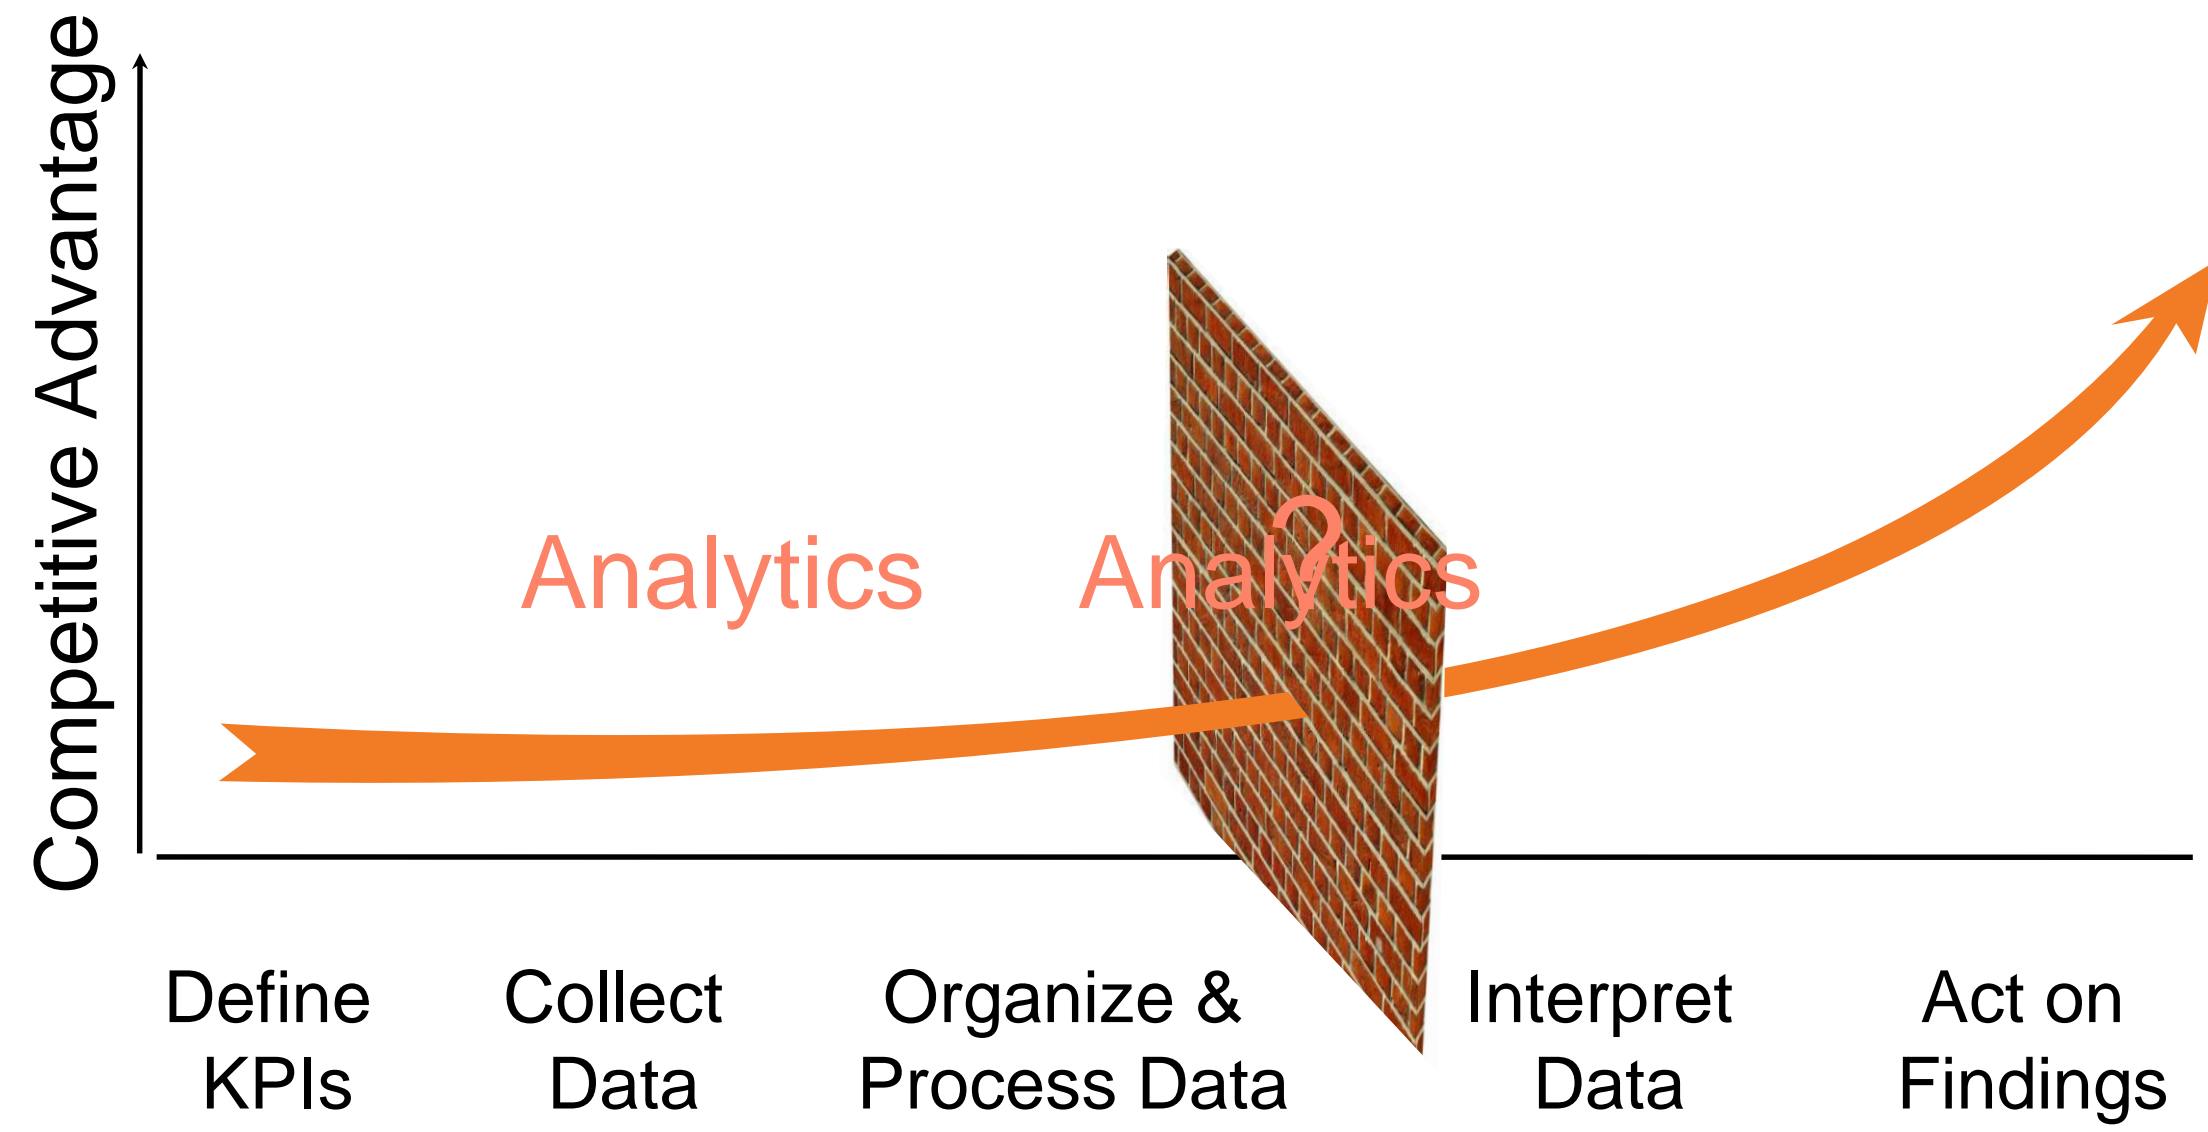 Competitive Advantage
Analytics
Analytics
?
Define
KPIs
Collect
Data
Organize &
Process Data
Interpret
Data
Act on
Findings